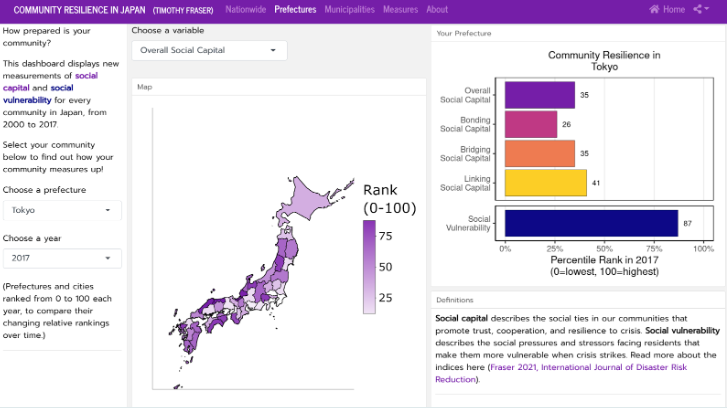 COMMUNITY RESILIENCE IN JAPAN (TIMOTHY FRASER) Nationwide Prefectures Municipalities Measures About Home
How prepared is your
community?
This dashboard displays new
measurements of social
capital and social
vulnerability for every
community in Japan, from
2000 to 2017.
Select your community
below to find out how your
community measures up!
Choose a prefecture
Tokyo
Choose a year
2017
(Prefectures and cities
ranked from 0 to 100 each
year, to compare their
changing relative rankings
over time.)
Choose a variable
Overall Social Capital
Map
Rank
(0-100)
75
50
25
Your Prefecture
Community Resilience in
Tokyo
Overall
Social Capital
35
Bonding
Social Capital
26
Bridging
Social Capital
35
Linking
Social Capital
41
Social
Vulnerability
87
0% 25% 50% 75% 100%
Percentile Rank in 2017
(0=lowest, 100=highest)
Definitions
Social capital describes the social ties in our communities that
promote trust, cooperation, and resilience to crisis. Social vulnerability
describes the social pressures and stressors facing residents that
make them more vulnerable when crisis strikes. Read more about the
indices here (Fraser 2021, International Journal of Disaster Risk
Reduction).